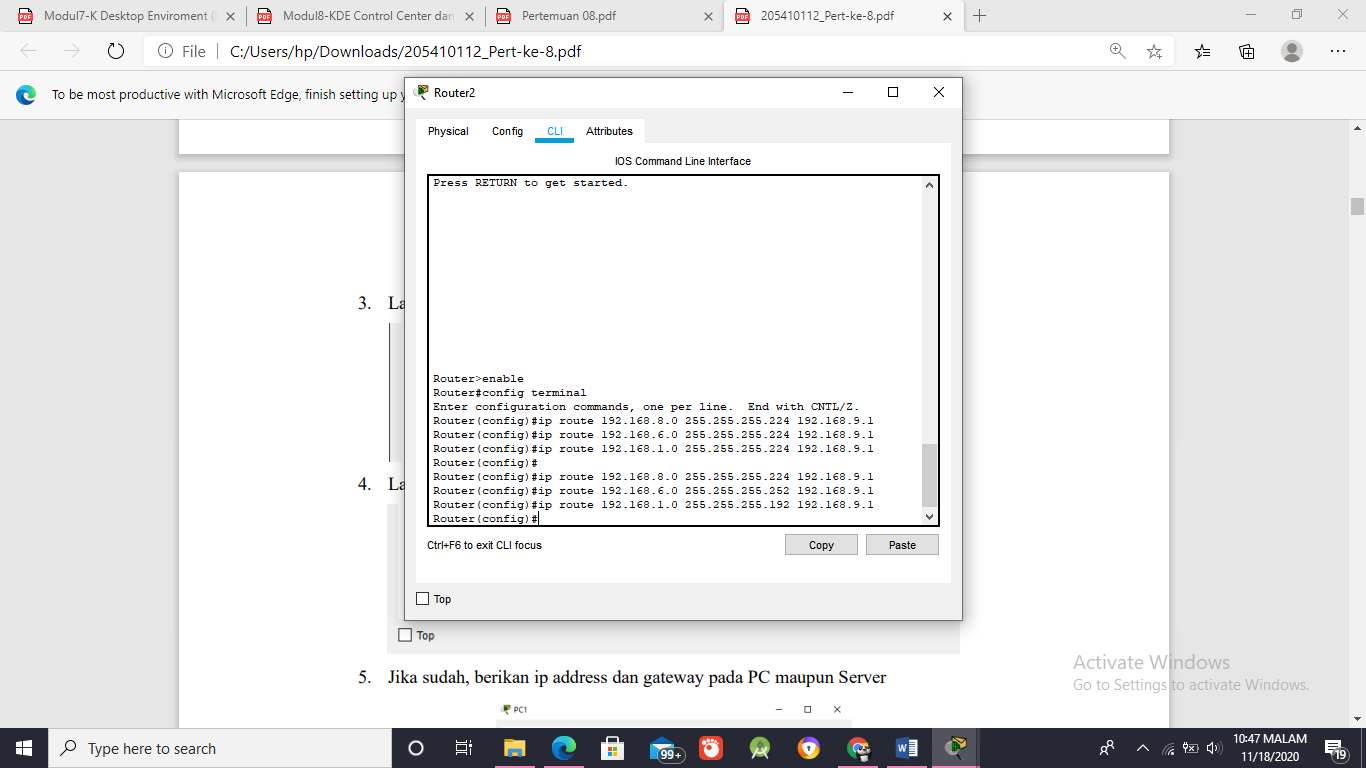 Modul7-K Desktop Enviroment (
Modul8-KDE Control Center dan
Pertemuan 08.pdf
205410112_Pert-ke-8.pdf
File
C:/Users/hp/Downloads/205410112_Pert-ke-8.pdf
To be most productive with Microsoft Edge, finish setting up y
Router2
Physical Config CLI Attributes
IOS Command Line Interface
Press RETURN to get started.
Router>enable
Router#config terminal
Enter configuration commands, one per line. End with CNTL/Z.
Router(config)#ip route 192.168.8.0 255.255.255.224 192.168.9.1
Router(config)#ip route 192.168.6.0 255.255.255.224 192.168.9.1
Router(config)#ip route 192.168.1.0 255.255.255.224 192.168.9.1
Router(config)#
Router(config)#ip route 192.168.8.0 255.255.255.224 192.168.9.1
Router(config)#ip route 192.168.6.0 255.255.255.252 192.168.9.1
Router(config)#ip route 192.168.1.0 255.255.255.192 192.168.9.1
Router(config)#
Ctrl+F6 to exit CLI focus
Copy
Paste
Top
3. La
4. La
Top
5. Jika sudah, berikan ip address dan gateway pada PC maupun Server
PC1
Activate Windows
Go to Settings to activate Windows.
Type here to search
99+
10:47 MALAM
11/18/2020
19